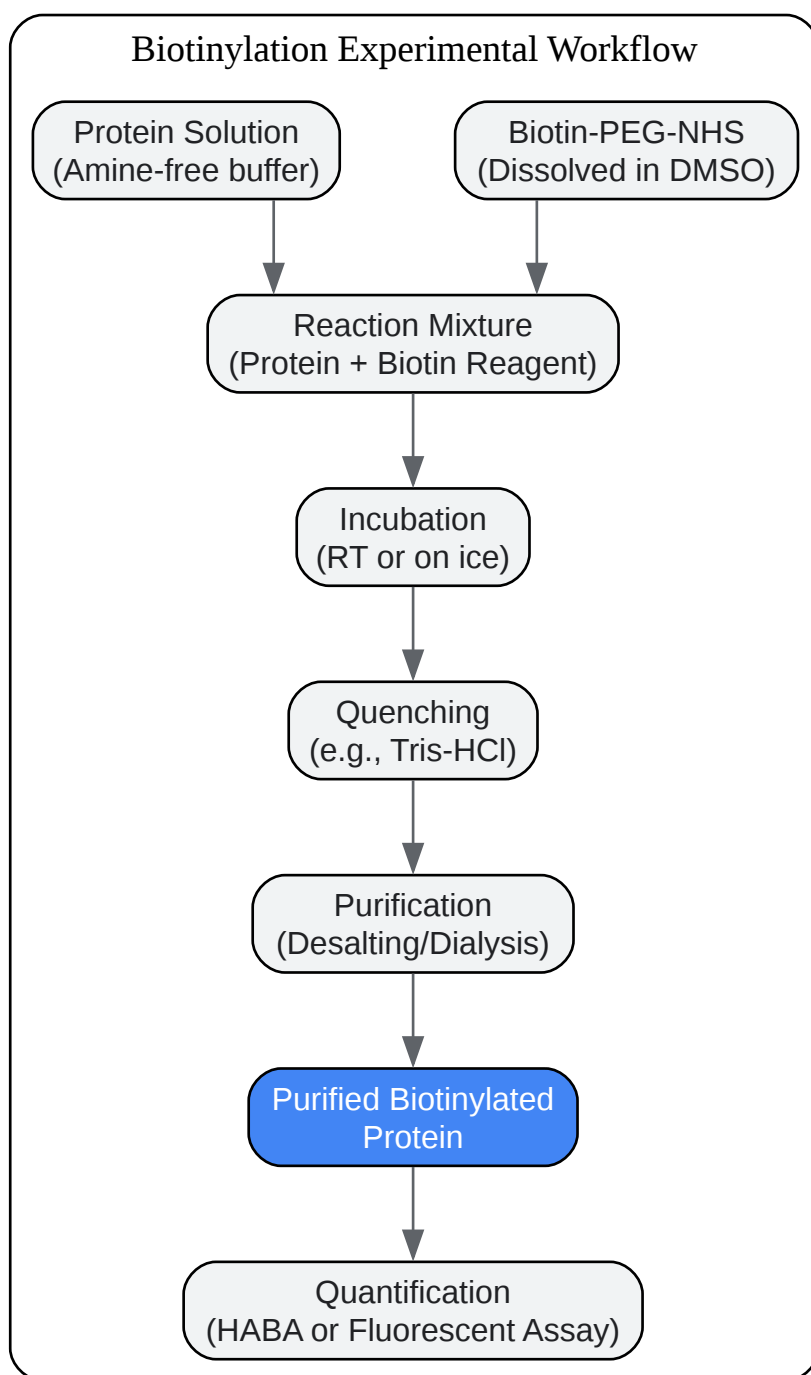 Biotinylation Experimental Workflow
Protein Solution
(Amine-free buffer)
Biotin-PEG-NHS
(Dissolved in DMSO)
Reaction Mixture
(Protein + Biotin Reagent)
Incubation
(RT or on ice)
Quenching
(e.g., Tris-HCl)
Purification
(Desalting/Dialysis)
Purified Biotinylated
Protein
Quantification
(HABA or Fluorescent Assay)